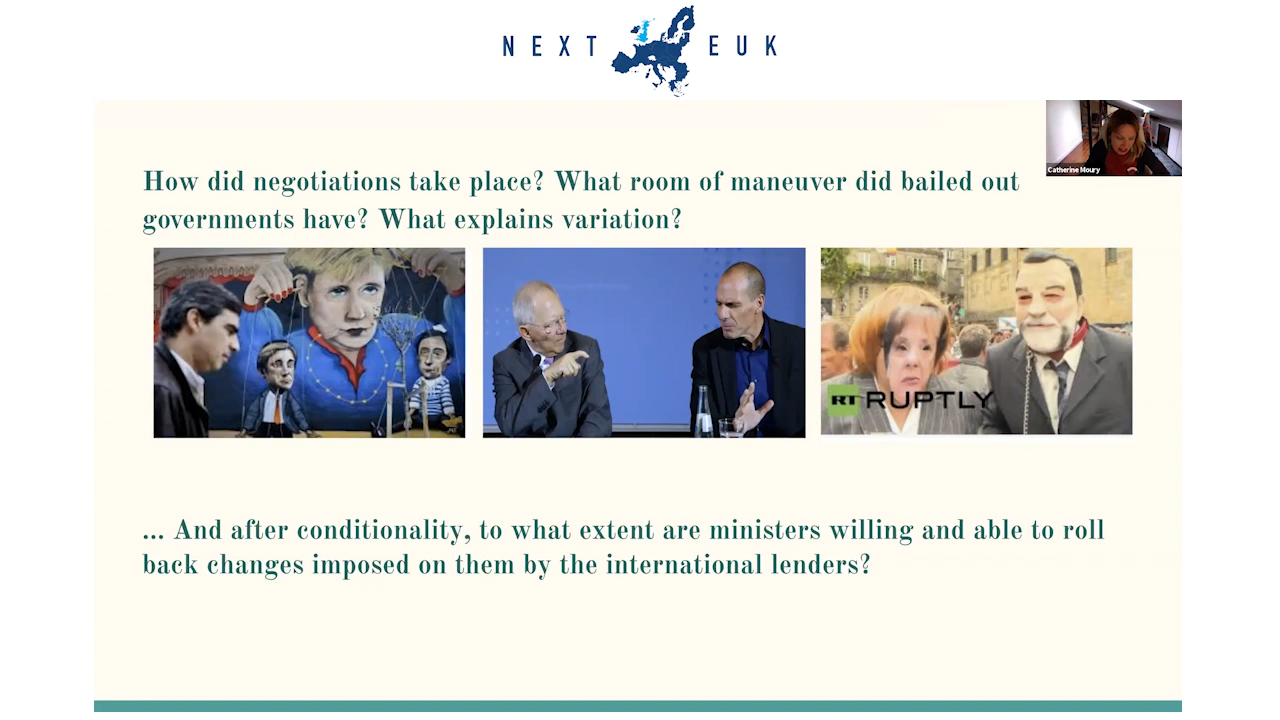 NEXT EUK
Catherine Moury
How did negotiations take place? What room of maneuver did bailed out
governments have? What explains variation?
RT RUPTLY
... And after conditionality, to what extent are ministers willing and able to roll
back changes imposed on them by the international lenders?